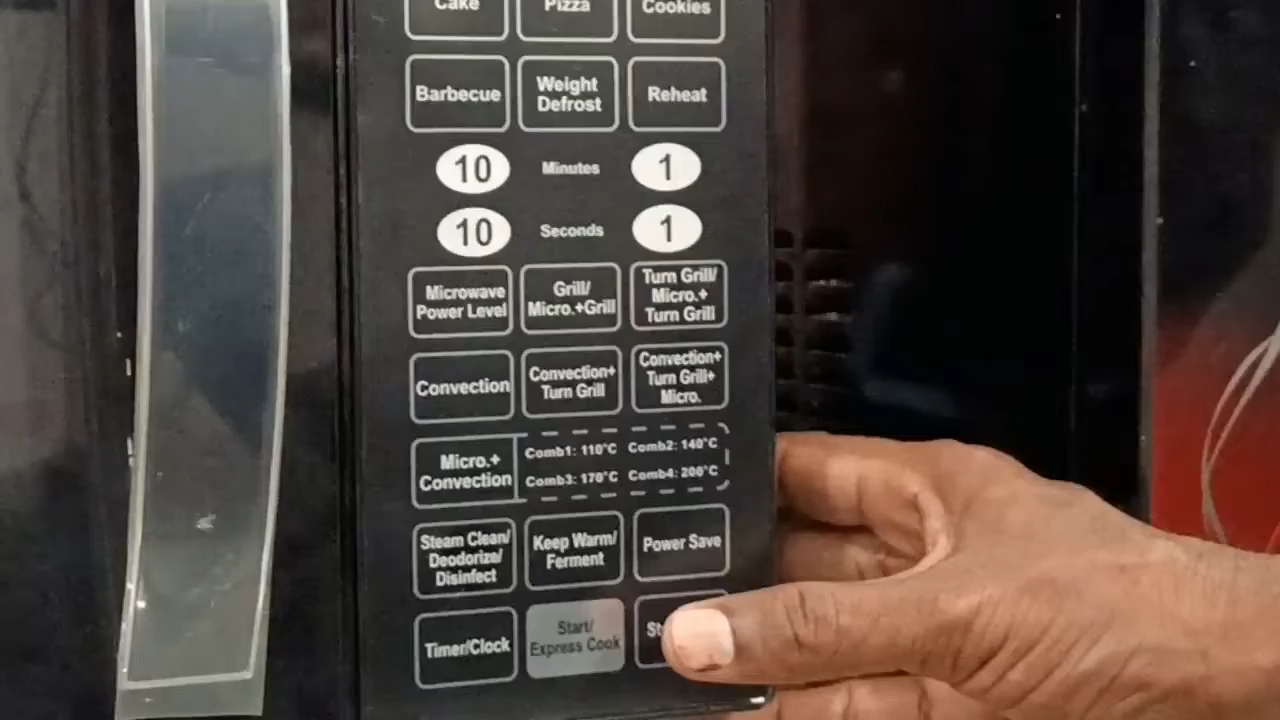 Cake
Pizza
Cookies
Barbecue
Weight
Defrost
Reheat
10 Minutes 1
10 Seconds 1
Microwave
Power Level
Grill/
Micro.+Grill
Turn Grill/
Micro.+
Turn Grill
Convection
Convection+
Turn Grill
Convection+
Turn Grill+
Micro.
Micro.+
Convection
Comb1: 110°C Comb2: 140°C
Comb3: 170°C Comb4: 200°C
Steam Clean/
Deodorize/
Disinfect
Keep Warm/
Ferment
Power Save
Timer/Clock
Start/
Express Cook